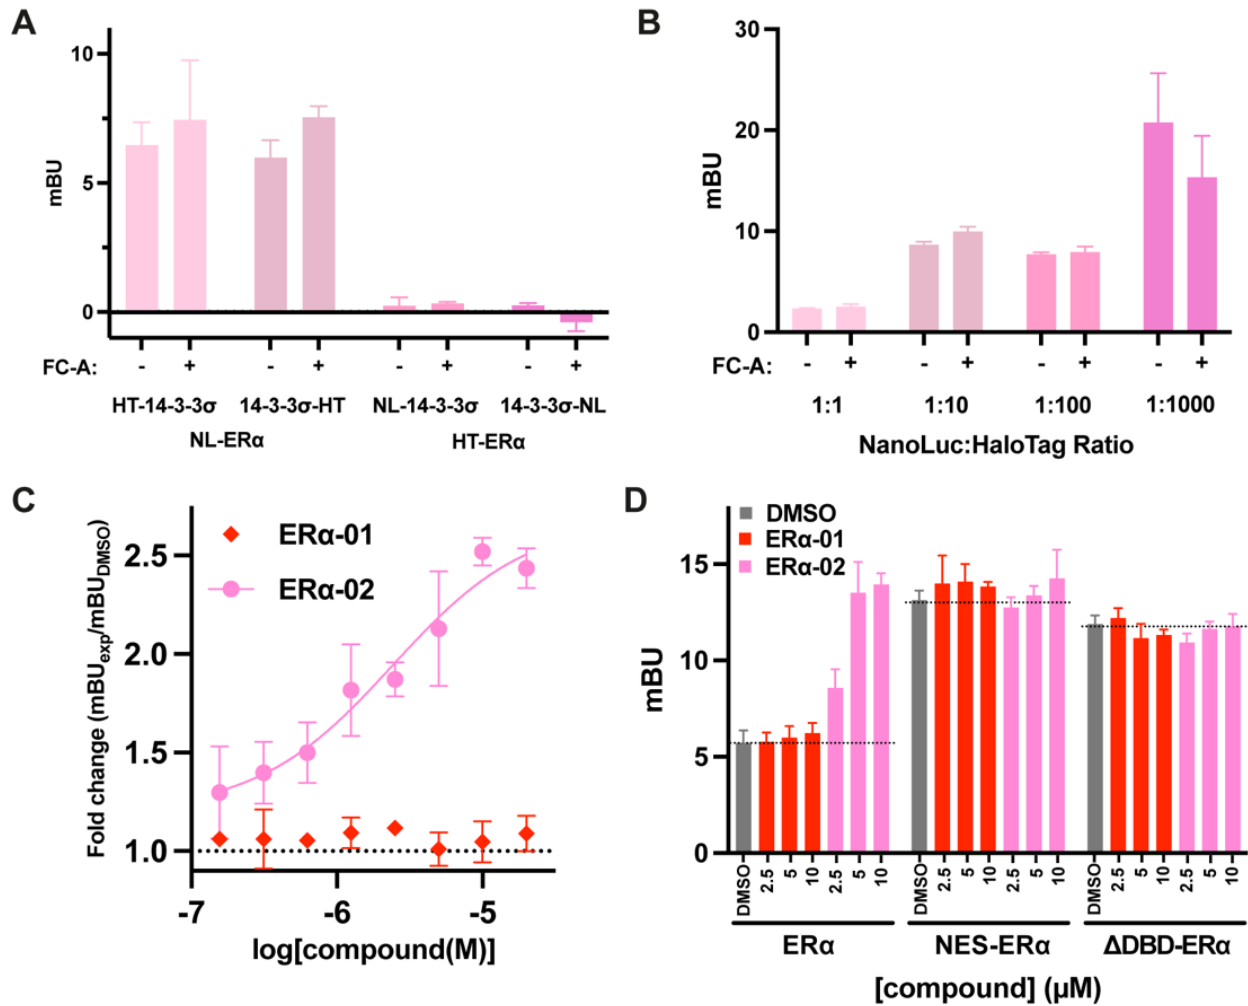 A
10
5
0
mBU
FC-A:
- + - + - + - +
HT-14-3-3σ 14-3-3σ-HT NL-14-3-3σ 14-3-3σ-NL
NL-ERα HT-ERα
B
30
20
10
0
mBU
FC-A:
- + - + - + - +
1:1 1:10 1:100 1:1000
NanoLuc:HaloTag Ratio
C
ERα-01
ERα-02
2.5
2.0
1.5
1.0
Fold change (mBUexp/mBUDMSO)
-7 -6 -5
log[compound(M)]
D
DMSO
ERα-01
ERα-02
15
10
5
0
mBU
DMSO 2.5 5 10 2.5 5 10 DMSO 2.5 5 10 2.5 5 10 DMSO 2.5 5 10 2.5 5 10
ERα NES-ERα ΔDBD-ERα
[compound] (μM)